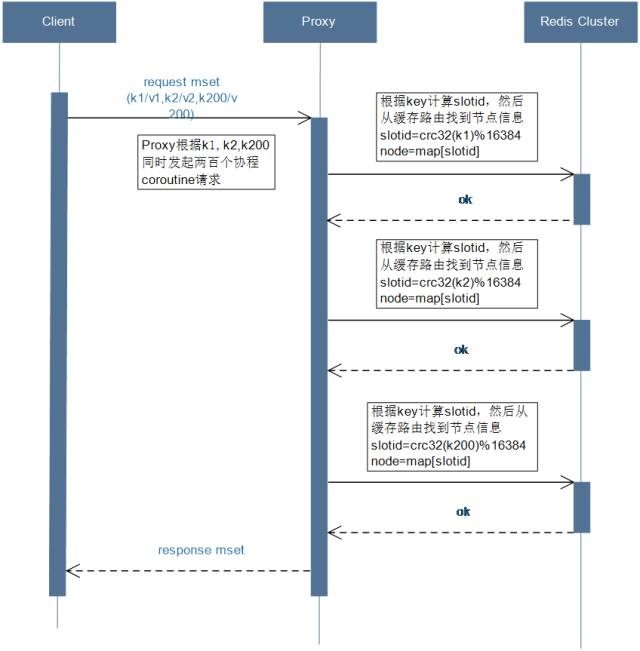 Client
Proxy
Redis Cluster
request mset
(k1/v1,k2/v2,k200/v
200)
Proxy根据k1, k2,k200
同时发起两百个协程
coroutine请求
根据key计算slotid，然后
从缓存路由找到节点信息
slotid=crc32(k1)%16384
node=map[slotid]
ok
根据key计算slotid，然后
从缓存路由找到节点信息
slotid=crc32(k2)%16384
node=map[slotid]
ok
根据key计算slotid，然后从
缓存路由找到节点信息
slotid=crc32(k200)%16384
node=map[slotid]
ok
response mset